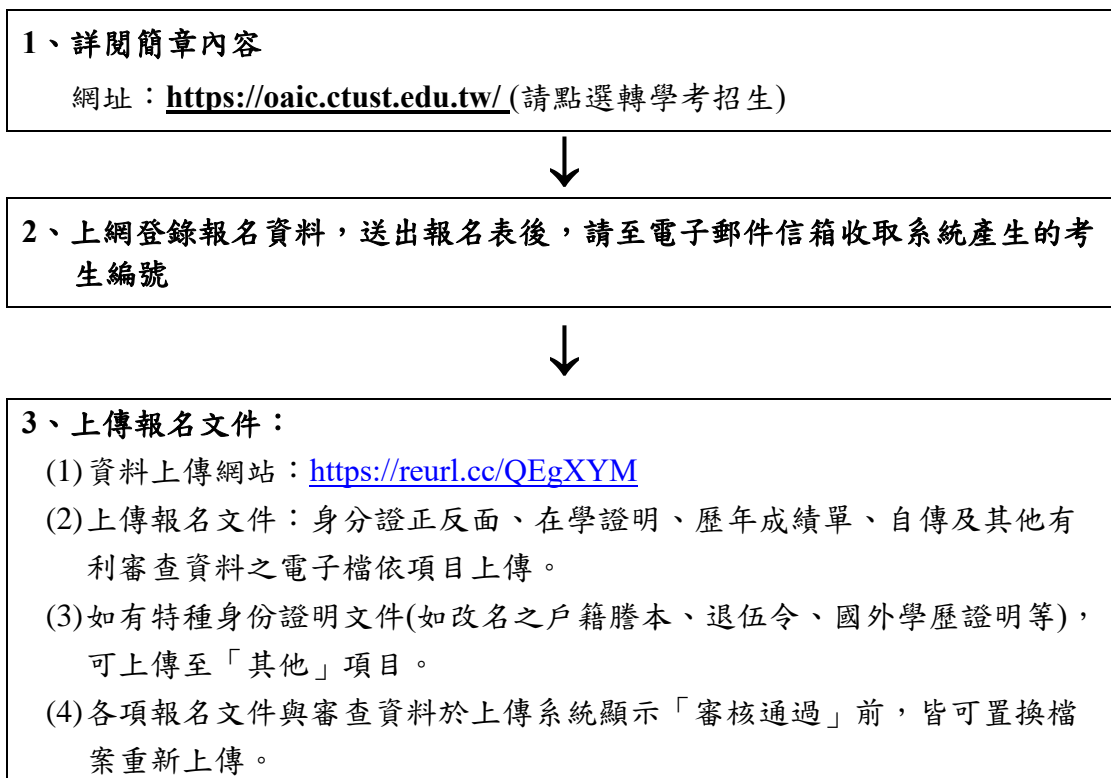 1、詳閱簡章內容
網址：https://oaic.ctust.edu.tw/ (請點選轉學考招生)
↓
2、上網登錄報名資料，送出報名表後，請至電子郵件信箱收取系統產生的考
生編號
↓
3、上傳報名文件：
(1)資料上傳網站：https://reurl.cc/QEgXYM
(2)上傳報名文件：身分證正反面、在學證明、歷年成績單、自傳及其他有
利審查資料之電子檔依項目上傳。
(3)如有特種身份證明文件(如改名之戶籍謄本、退伍令、國外學歷證明等)，
可上傳至「其他」項目。
(4)各項報名文件與審查資料於上傳系統顯示「審核通過」前，皆可置換檔
案重新上傳。